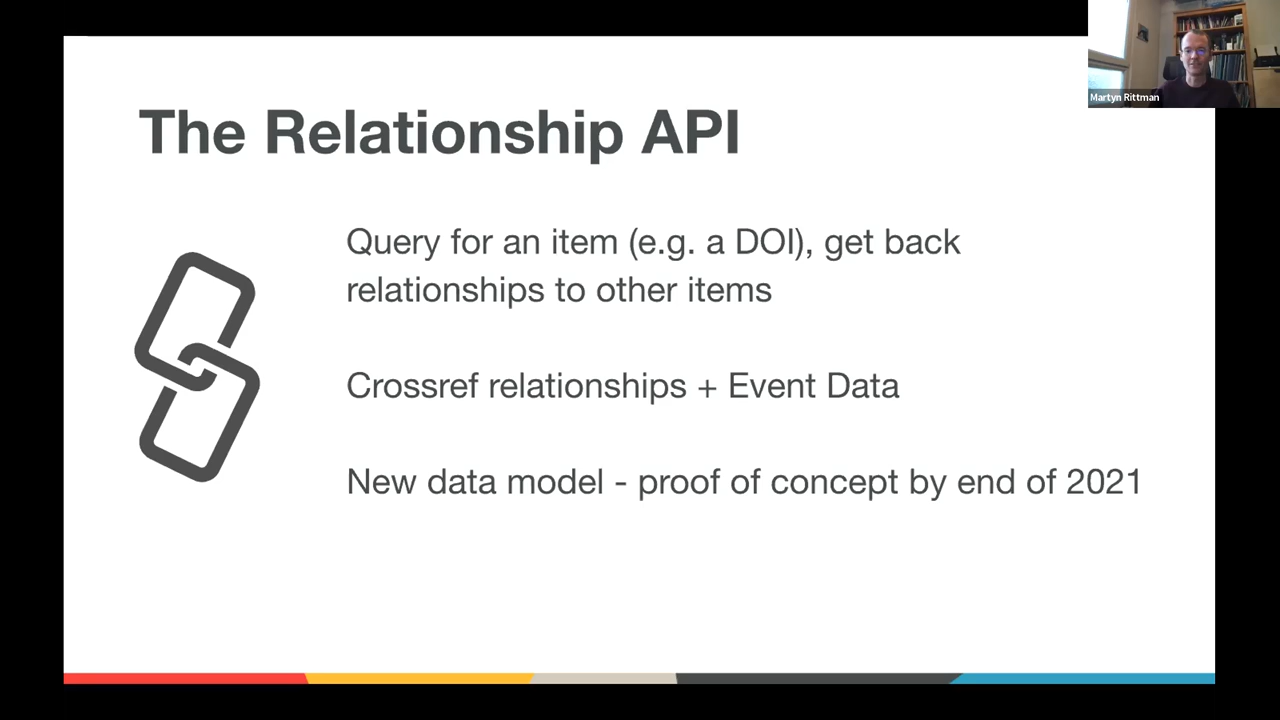 Martyn Rittman
The Relationship API
Query for an item (e.g. a DOI), get back
relationships to other items
Crossref relationships + Event Data
New data model - proof of concept by end of 2021